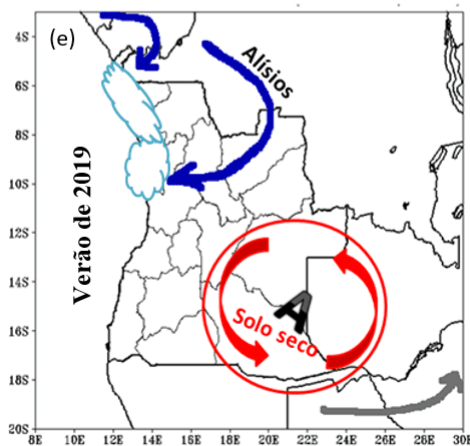 (e)
Alísios
Verão de 2019
A
Solo seco
4S
6S
8S
10S
12S
14S
16S
18S
20S
8E
10E
12E
14E
16E
18E
20E
22E
24E
26E
28E
30E